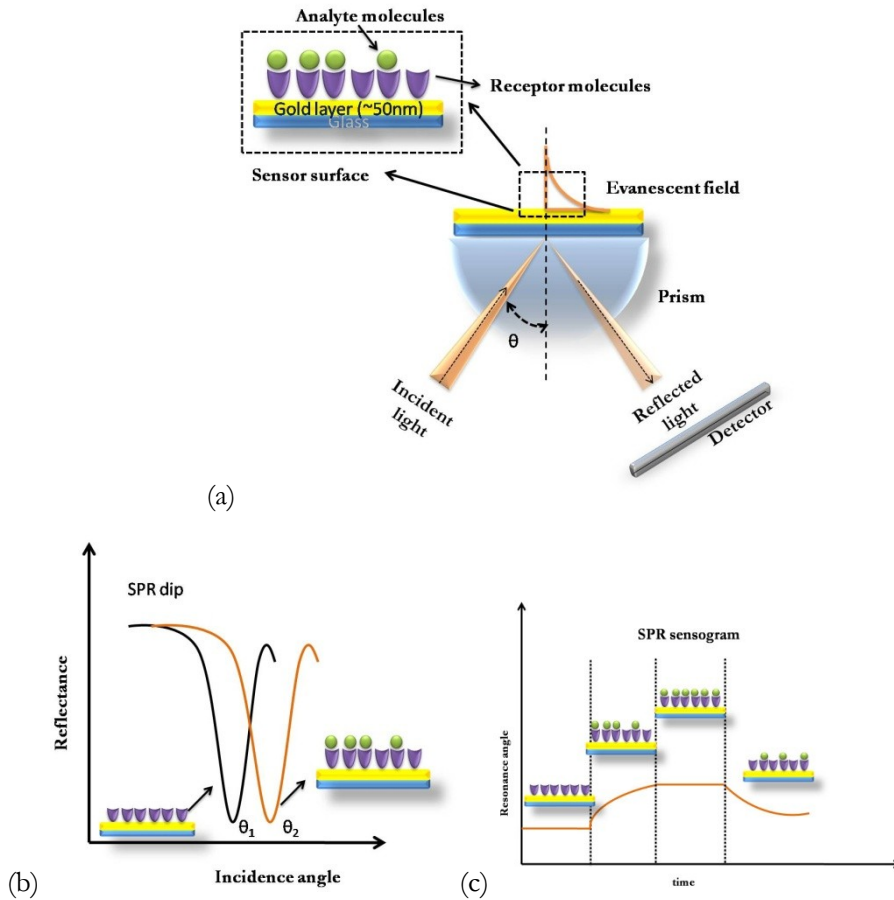 Analyte molecules
Receptor molecules
Gold layer (~50nm)
Glass
Sensor surface
Evanescent field
Prism
θ
Incident
light
Reflected
light
Detector
(a)
SPR dip
Reflectance
θ1
θ2
Incidence angle
(b)
SPR sensogram
Resonance angle
time
(c)